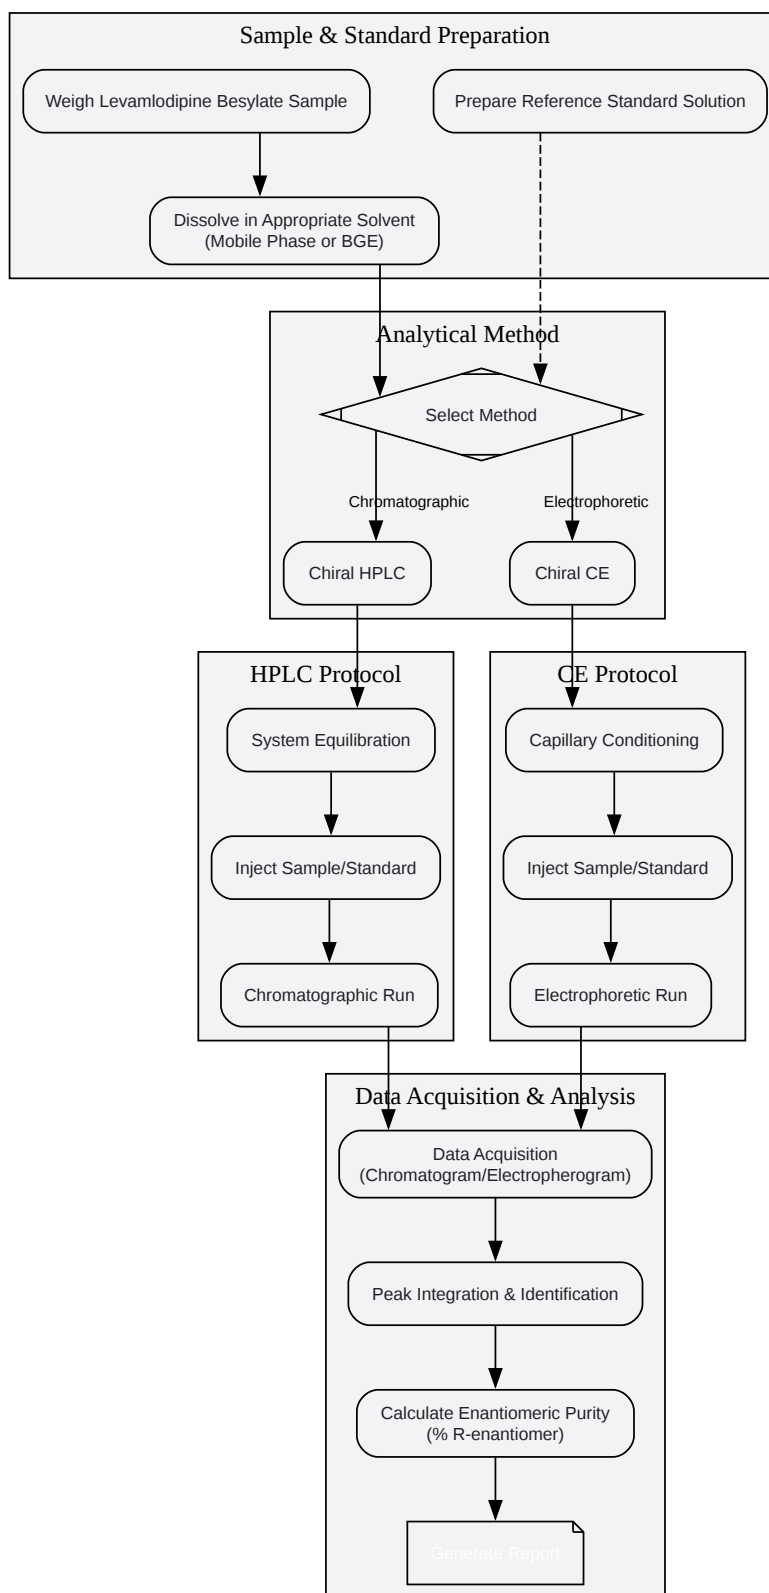 Sample & Standard Preparation
Weigh Levamlodipine Besylate Sample
Prepare Reference Standard Solution
Dissolve in Appropriate Solvent
(Mobile Phase or BGE)
Analytical Method
Select Method
Chromatographic
Electrophoretic
Chiral HPLC
Chiral CE
HPLC Protocol
CE Protocol
System Equilibration
Capillary Conditioning
Inject Sample/Standard
Inject Sample/Standard
Chromatographic Run
Electrophoretic Run
Data Acquisition & Analysis
Data Acquisition
(Chromatogram/Electropherogram)
Peak Integration & Identification
Calculate Enantiomeric Purity
(% R-enantiomer)
Generate Report